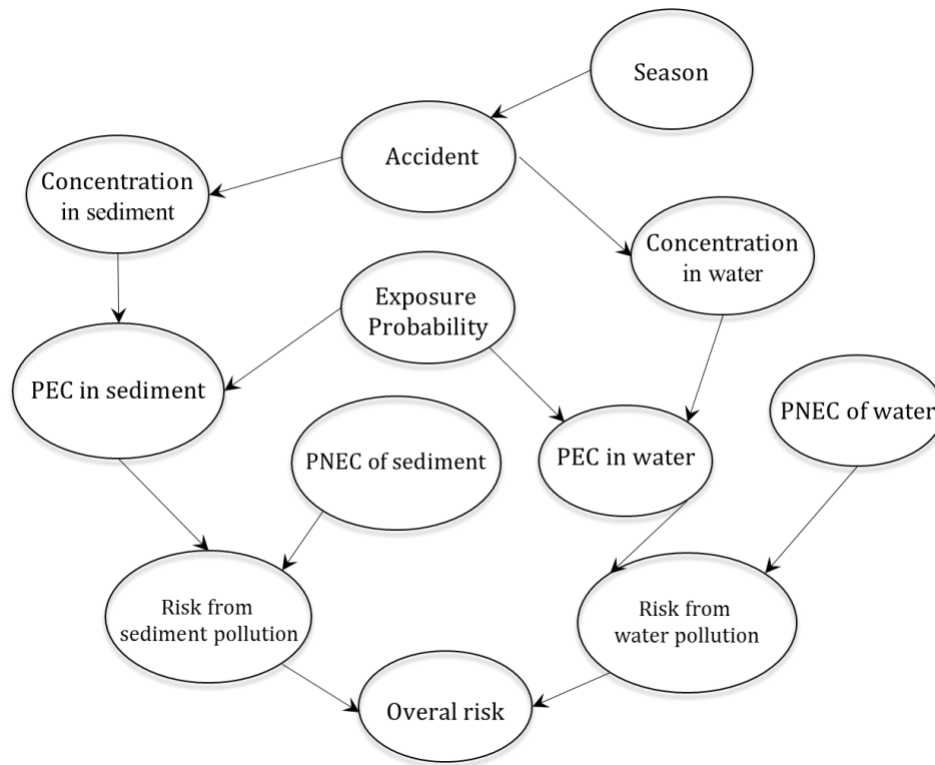 Season
Accident
Concentration
in sediment
Concentration
in water
Exposure
Probability
PEC in sediment
PNEC of water
PNEC of sediment
PEC in water
Risk from
sediment pollution
Risk from
water pollution
Overal risk